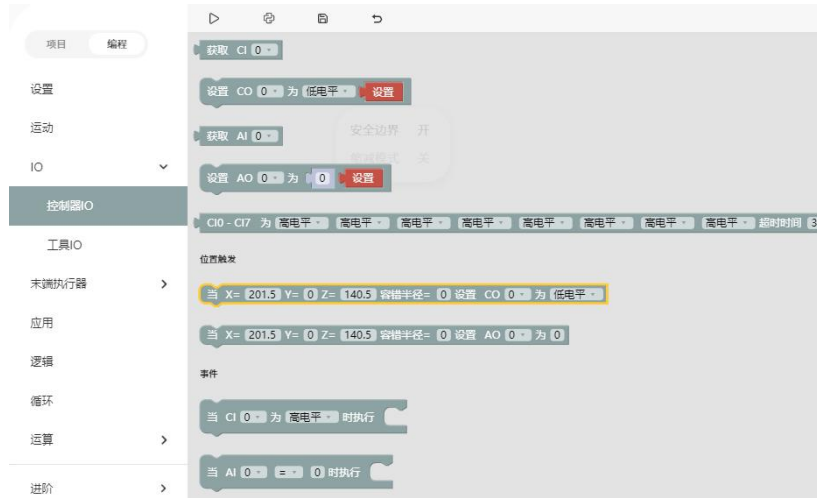 项目 编程
设置
运动
IO
控制器IO
工具IO
末端执行器
应用
逻辑
循环
运算
进阶
获取 CI 0
设置 CO 0 为 低电平 设置
安全边界 开
获取 AI 0
缩减模式 关
设置 AO 0 为 0 设置
CI0 - CI7 为 高电平 高电平 高电平 高电平 高电平 高电平 高电平 高电平 超时时间 3
位置触发
当 X= 201.5 Y= 0 Z= 140.5 容错半径= 0 设置 CO 0 为 低电平
当 X= 201.5 Y= 0 Z= 140.5 容错半径= 0 设置 AO 0 为 0
事件
当 CI 0 为 高电平 时执行
当 AI 0 = 0 时执行